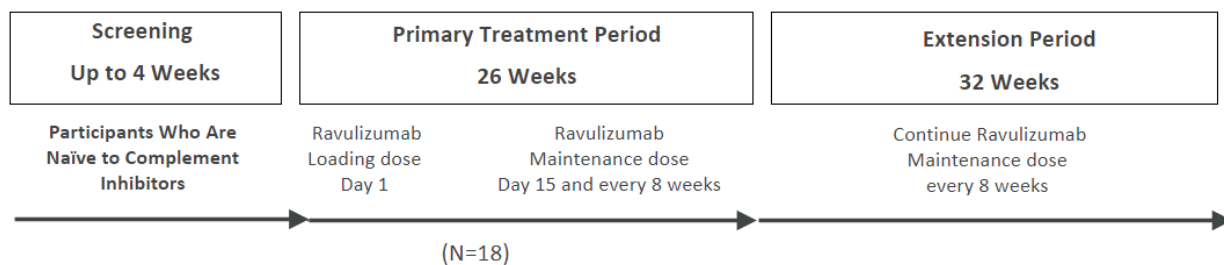 Screening
Up to 4 Weeks
Primary Treatment Period
26 Weeks
Extension Period
32 Weeks
Participants Who Are
Naïve to Complement
Inhibitors
Ravulizumab
Loading dose
Day 1
Ravulizumab
Maintenance dose
Day 15 and every 8 weeks
Continue Ravulizumab
Maintenance dose
every 8 weeks
(N=18)